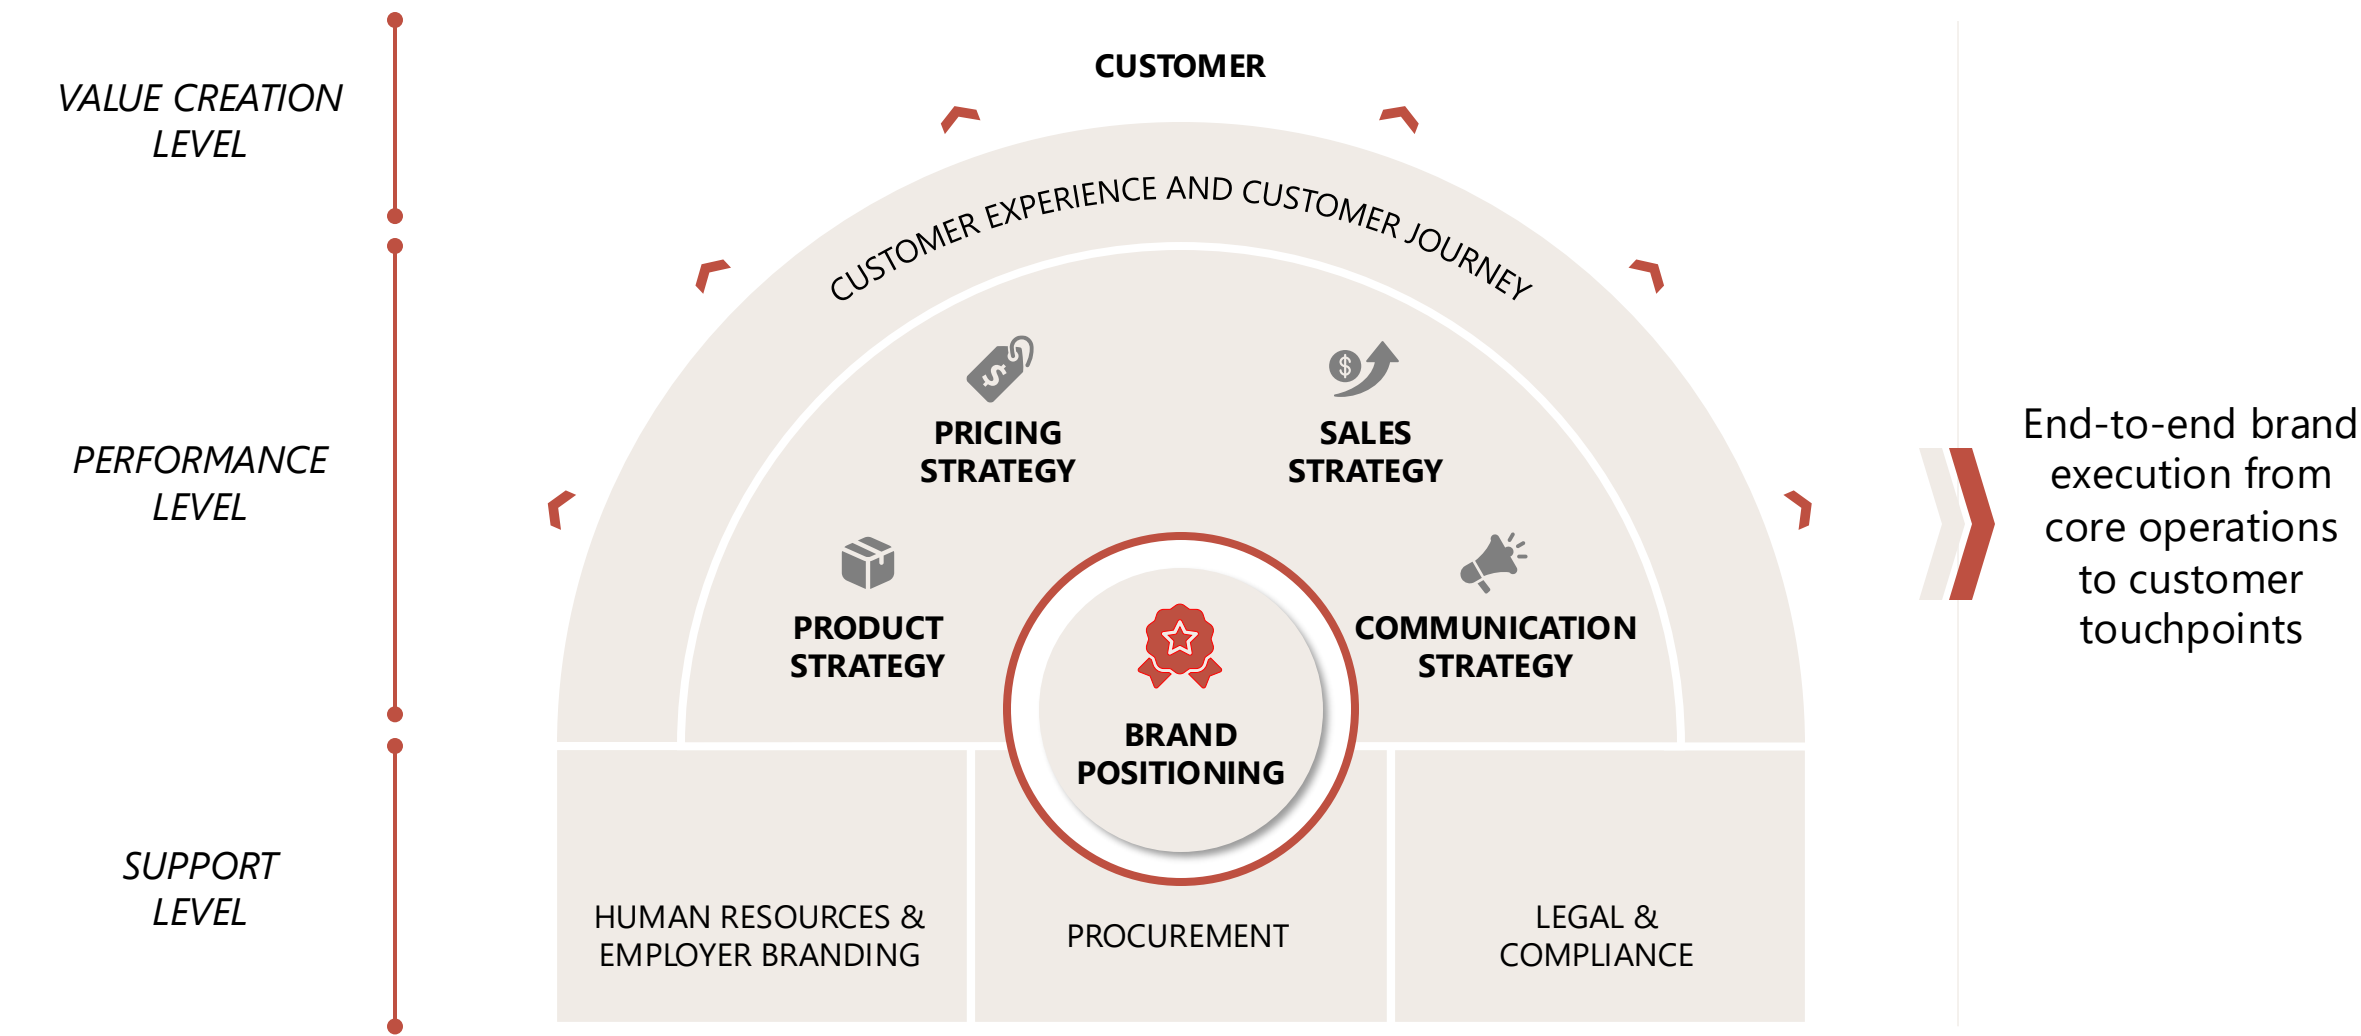 VALUE CREATION
LEVEL
PERFORMANCE
LEVEL
SUPPORT
LEVEL
CUSTOMER
CUSTOMER EXPERIENCE AND CUSTOMER JOURNEY
PRICING
STRATEGY
SALES
STRATEGY
PRODUCT
STRATEGY
COMMUNICATION
STRATEGY
BRAND
POSITIONING
HUMAN RESOURCES &
EMPLOYER BRANDING
PROCUREMENT
LEGAL &
COMPLIANCE
End-to-end brand
execution from
core operations
to customer
touchpoints